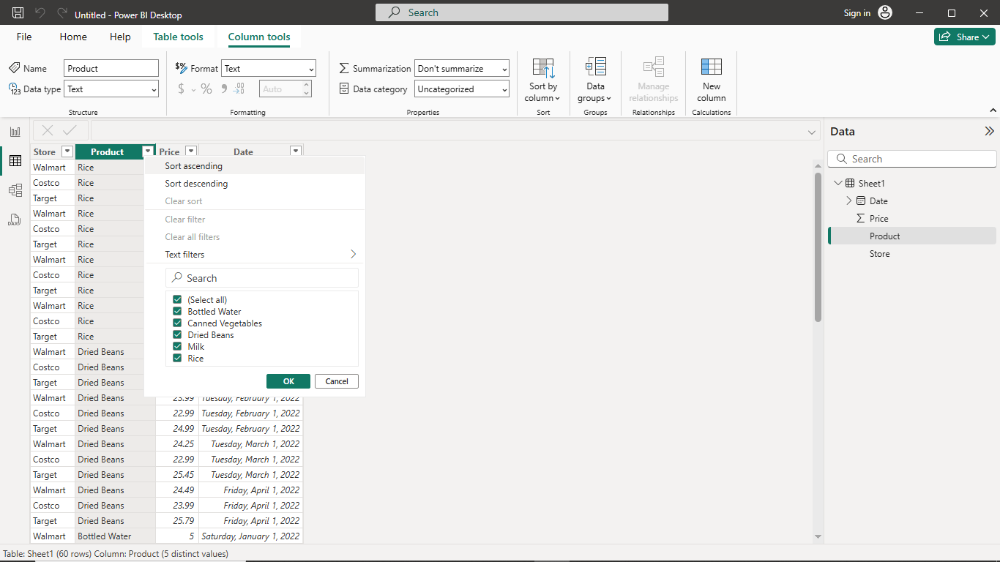 Untitled - Power BI Desktop
Search
Sign in
File Home Help Table tools Column tools
Share
Name Product
Data type Text
Structure
Format Text
$ % 9 .00
Auto
Formatting
Summarization Don't summarize
Data category Uncategorized
Properties
Sort by
column
Sort
Data
groups
Groups
Manage
relationships
Relationships
New
column
Calculations
Store Product Price Date
Walmart Rice
Costco Rice
Target Rice
Walmart Rice
Costco Rice
Target Rice
Walmart Rice
Costco Rice
Target Rice
Walmart Rice
Costco Rice
Target Rice
Walmart Dried Beans
Costco Dried Beans
Target Dried Beans
Walmart Dried Beans 23.99 Tuesday, February 1, 2022
Costco Dried Beans 22.99 Tuesday, February 1, 2022
Target Dried Beans 24.99 Tuesday, February 1, 2022
Walmart Dried Beans 24.25 Tuesday, March 1, 2022
Costco Dried Beans 22.99 Tuesday, March 1, 2022
Target Dried Beans 25.45 Tuesday, March 1, 2022
Walmart Dried Beans 24.49 Friday, April 1, 2022
Costco Dried Beans 23.99 Friday, April 1, 2022
Target Dried Beans 25.79 Friday, April 1, 2022
Walmart Bottled Water 5 Saturday, January 1, 2022
Sort ascending
Sort descending
Clear sort
Clear filter
Clear all filters
Text filters
Search
(Select all)
Bottled Water
Canned Vegetables
Dried Beans
Milk
Rice
OK Cancel
Data
Search
Sheet1
Date
Price
Product
Store
DAX
Table: Sheet1 (60 rows) Column: Product (5 distinct values)